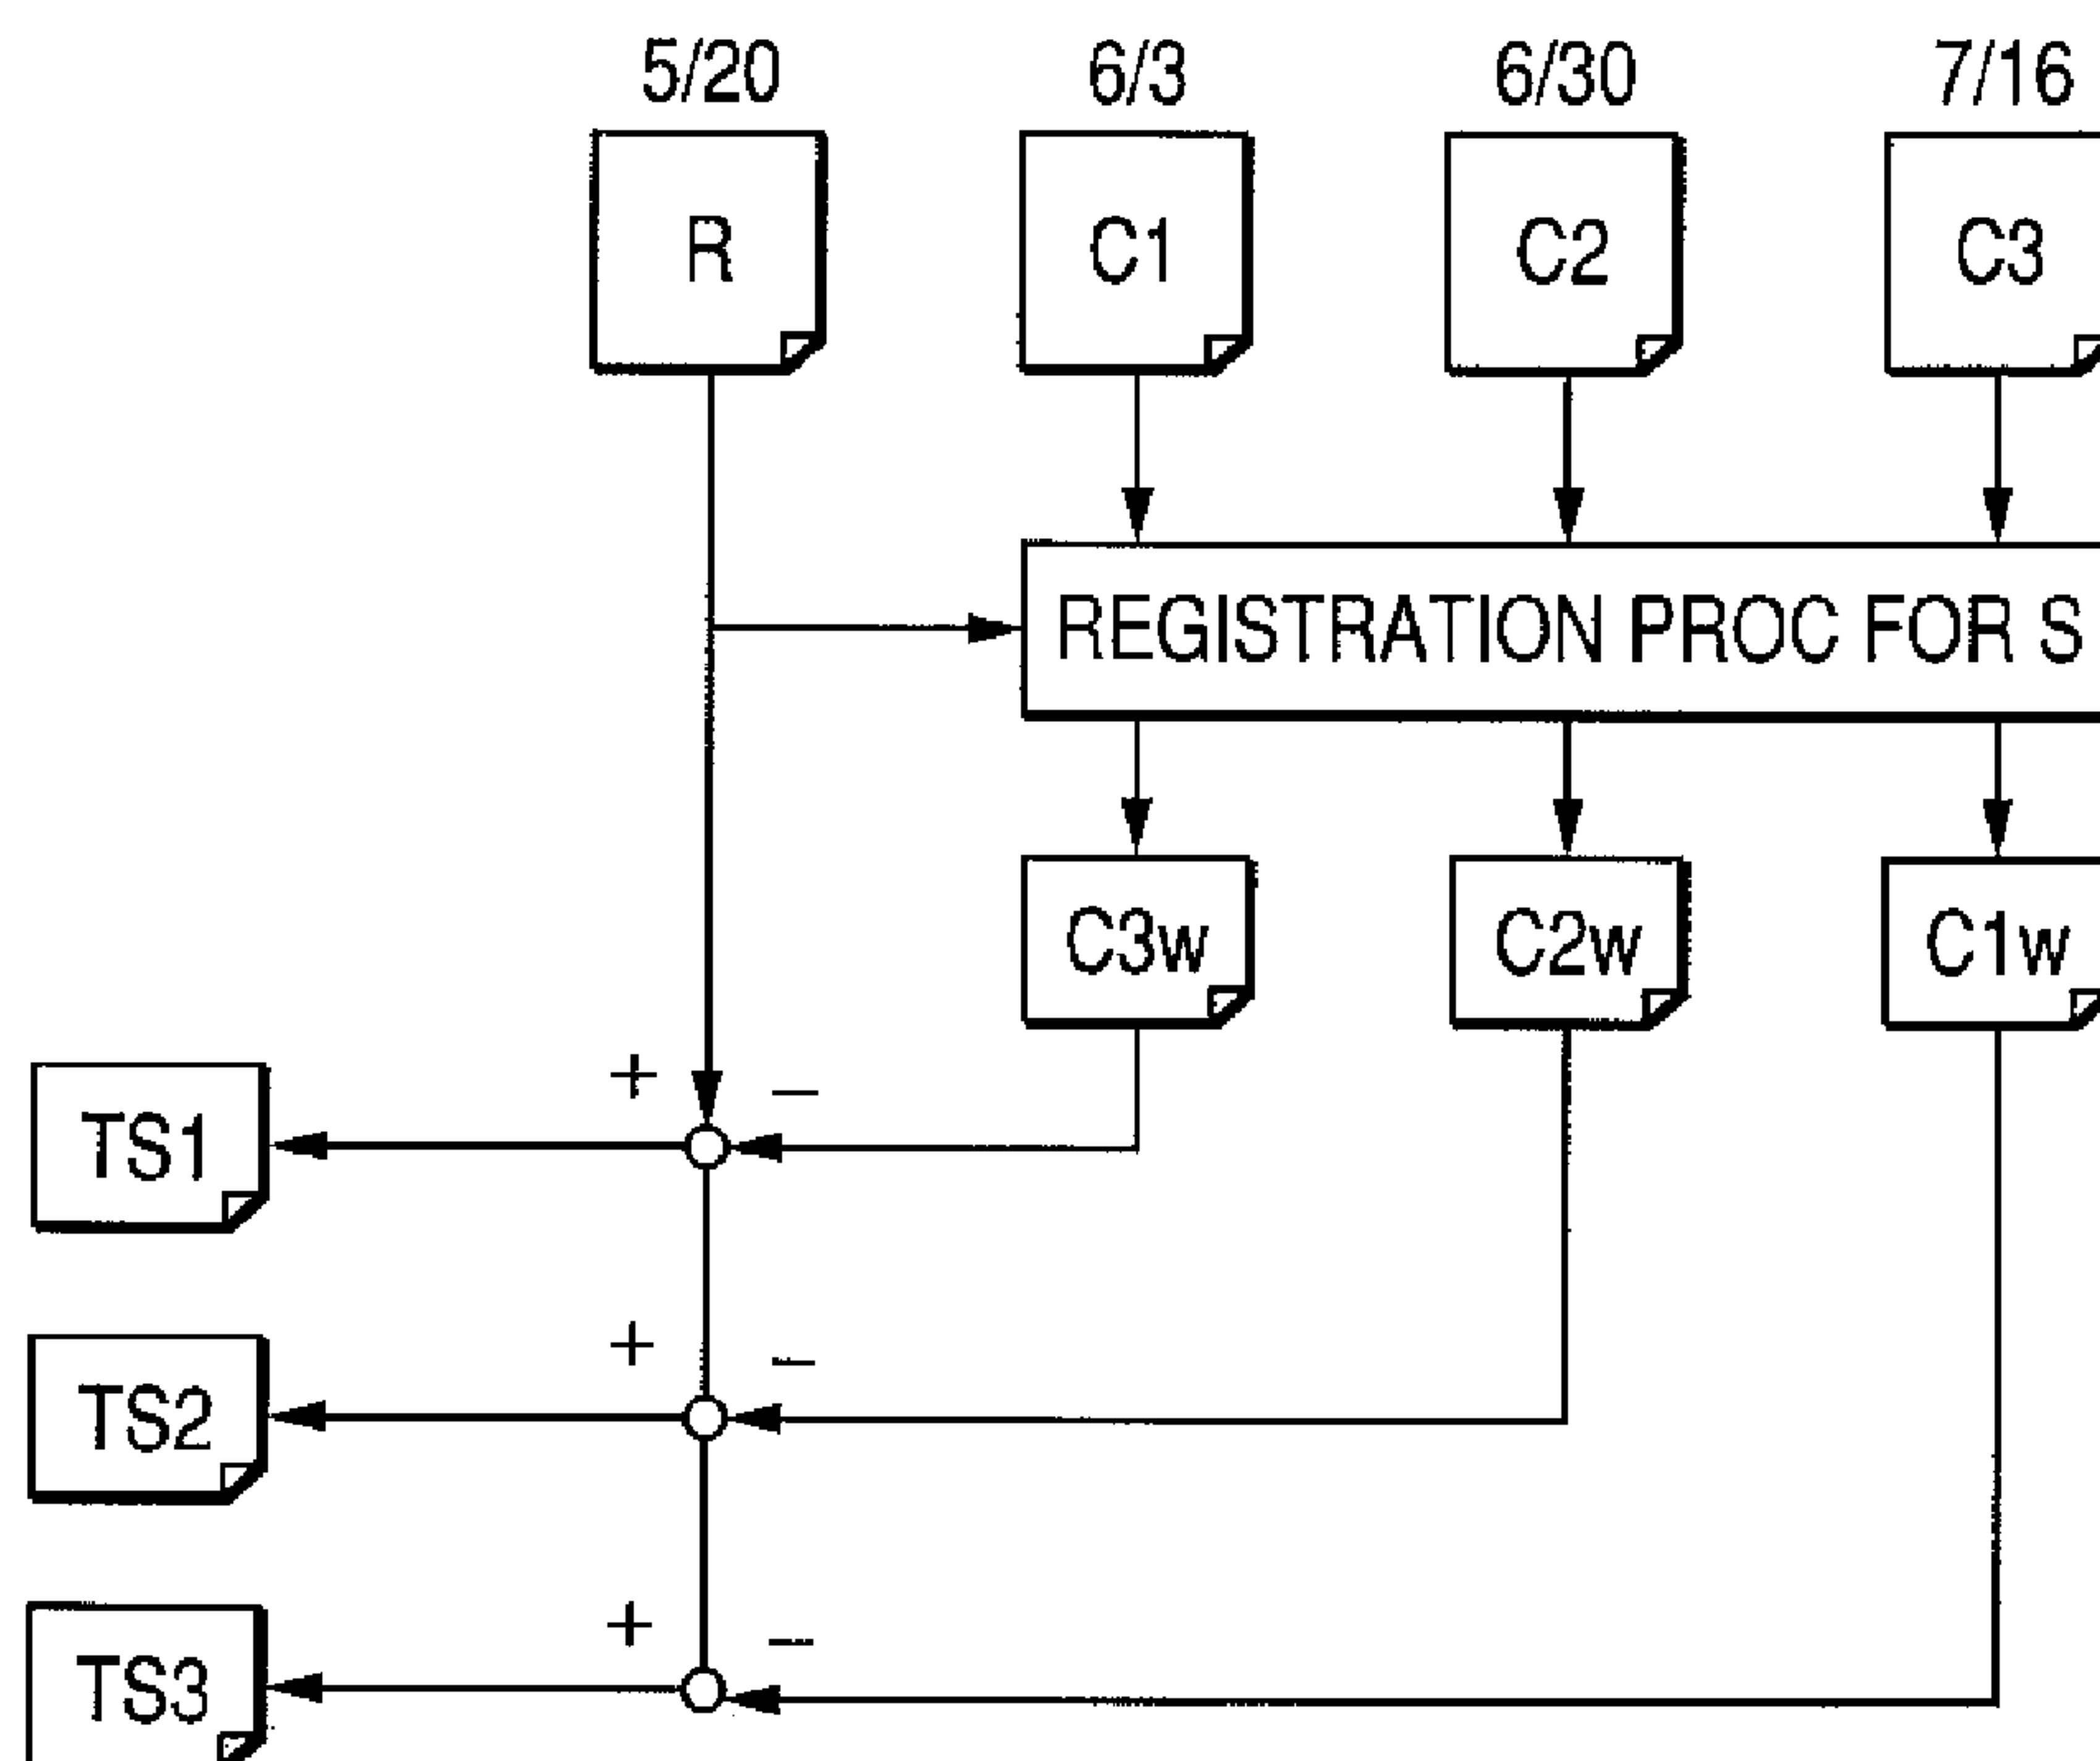 5/20 6/3 6/30 7/16
R C1 C2 C3
REGISTRATION PROC FOR S
C3w C2w C1w
+ −
TS1
+ −
TS2
+ −
TS3